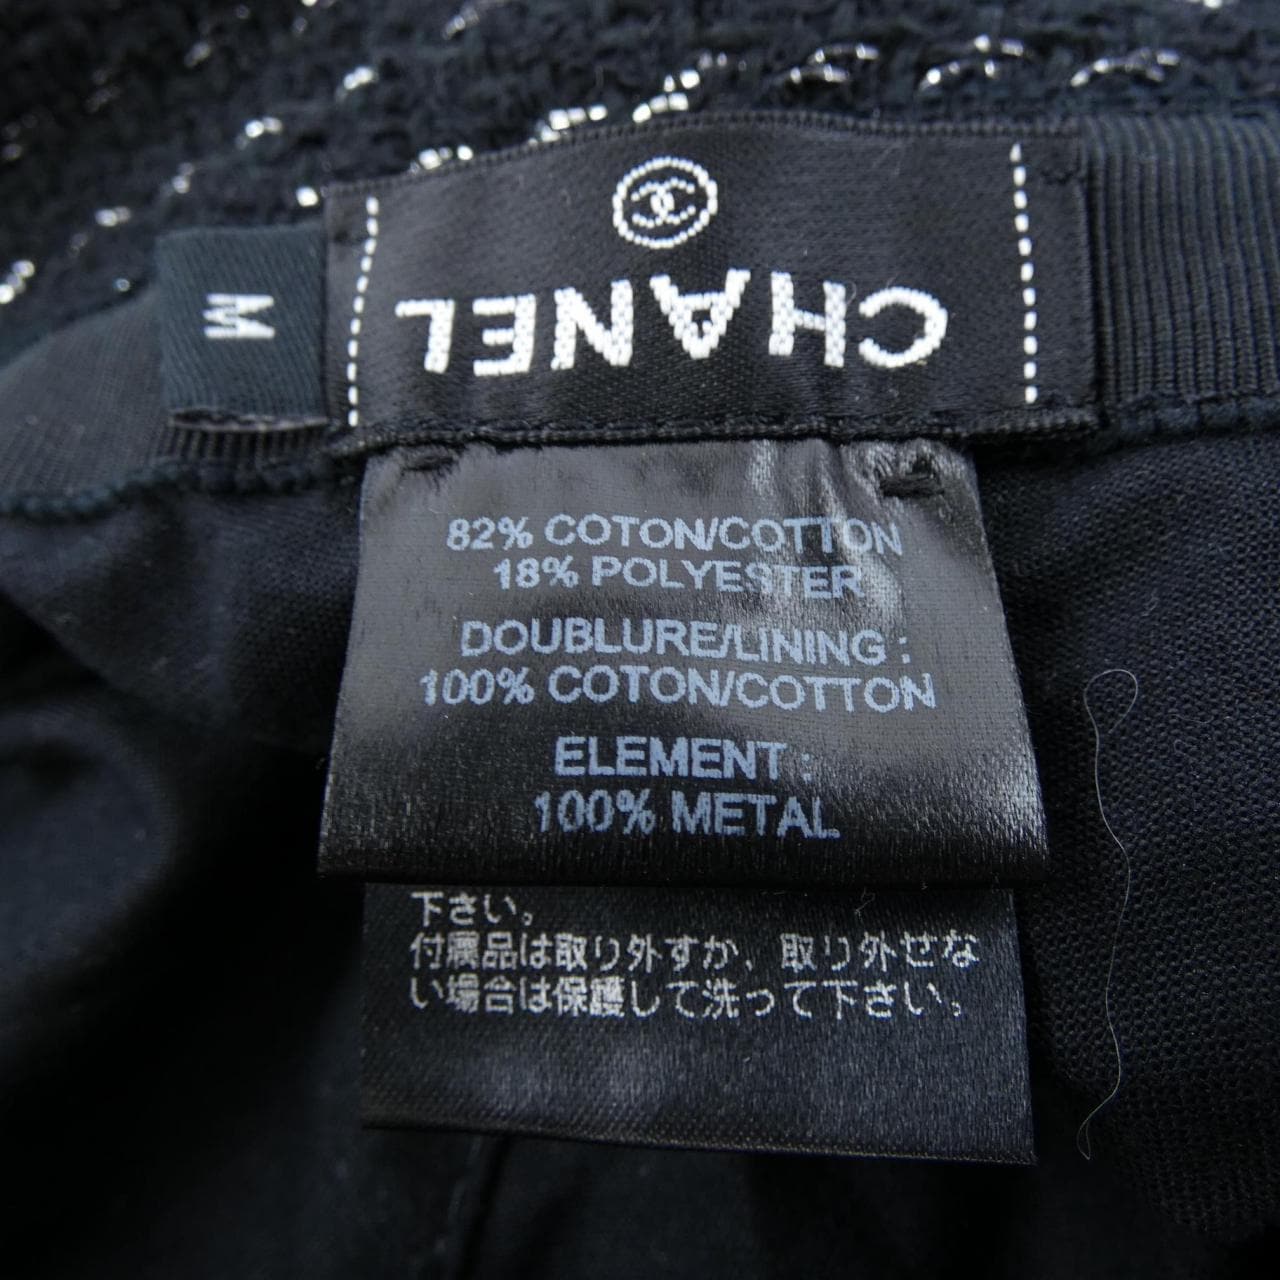 CHANEL
M
82% COTON/COTTON
18% POLYESTER
DOUBLURE/LINING :
100% COTON/COTTON
ELEMENT :
100% METAL
下さい。
付属品は取り外すか、取り外せな
い場合は保護して洗って下さい。